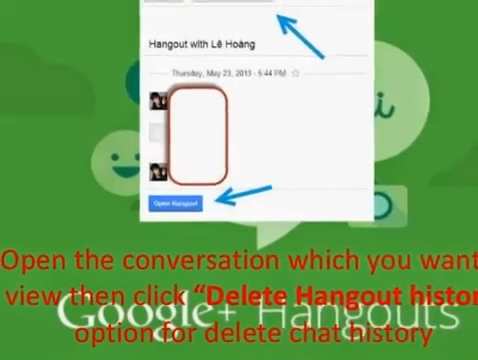 Hangout with Lê Hoàng
Thursday, May 23, 2013 - 5:44 PM
Open Hangout
Open the conversation which you want
view then click “Delete Hangout histor
Google+ Hangouts
option for delete chat history